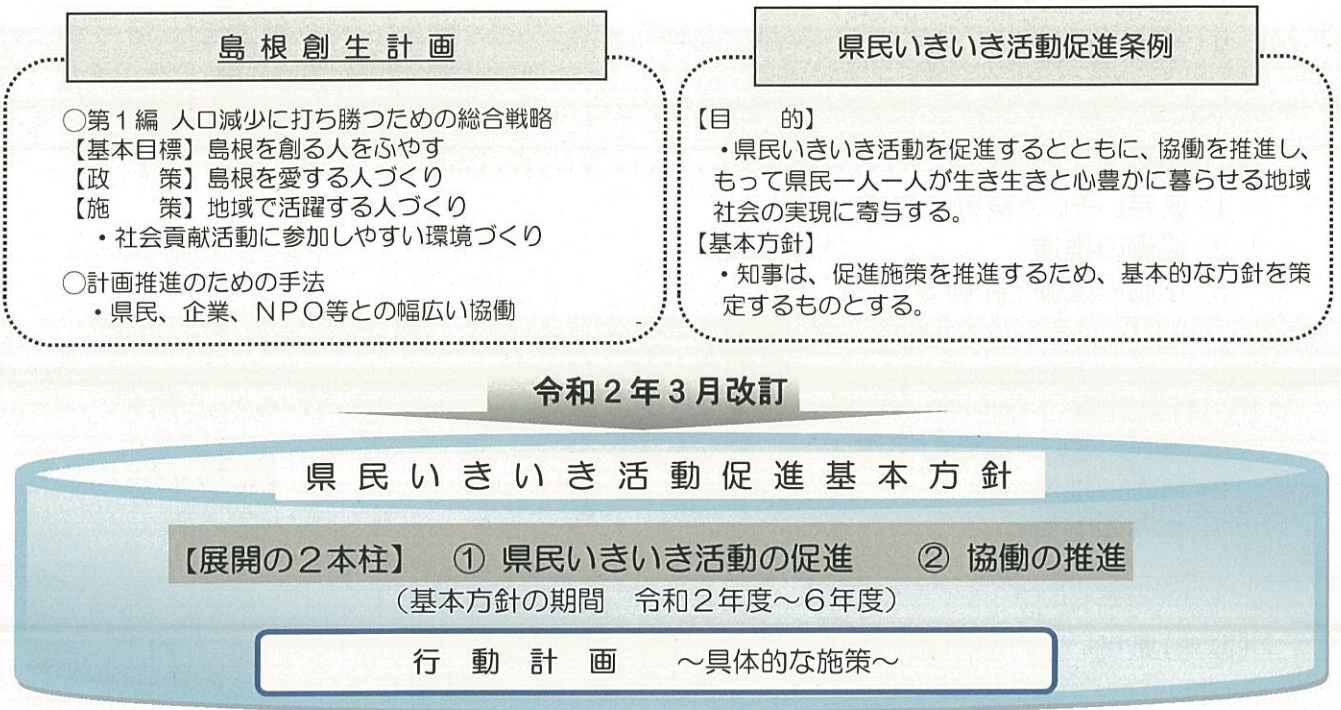 島根創生計画
○第1編 人口減少に打ち勝つための総合戦略
【基本目標】島根を創る人をふやす
【政　　策】島根を愛する人づくり
【施　　策】地域で活躍する人づくり
・社会貢献活動に参加しやすい環境づくり
○計画推進のための手法
・県民、企業、NPO等との幅広い協働
県民いきいき活動促進条例
【目　　的】
・県民いきいき活動を促進するとともに、協働を推進し、
もって県民一人一人が生き生きと心豊かに暮らせる地域
社会の実現に寄与する。
【基本方針】
・知事は、促進施策を推進するため、基本的な方針を策
定するものとする。
令和2年3月改訂
県民いきいき活動促進基本方針
【展開の2本柱】　① 県民いきいき活動の促進　② 協働の推進
（基本方針の期間　令和2年度～6年度）
行動計画　～具体的な施策～